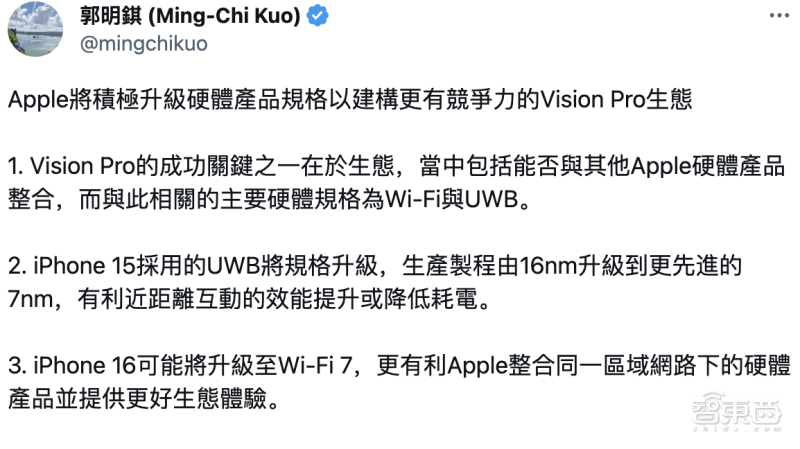 郭明錤 (Ming-Chi Kuo)
@mingchikuo
Apple將積極升級硬體產品規格以建構更有競爭力的Vision Pro生態
1. Vision Pro的成功關鍵之一在於生態，當中包括能否與其他Apple硬體產品
整合，而與此相關的主要硬體規格為Wi-Fi與UWB。
2. iPhone 15採用的UWB將規格升級，生產製程由16nm升級到更先進的
7nm，有利近距離互動的效能提升或降低耗電。
3. iPhone 16可能將升級至Wi-Fi 7，更有利Apple整合同一區域網路下的硬體
產品並提供更好生態體驗。
智東西
zhidx.com